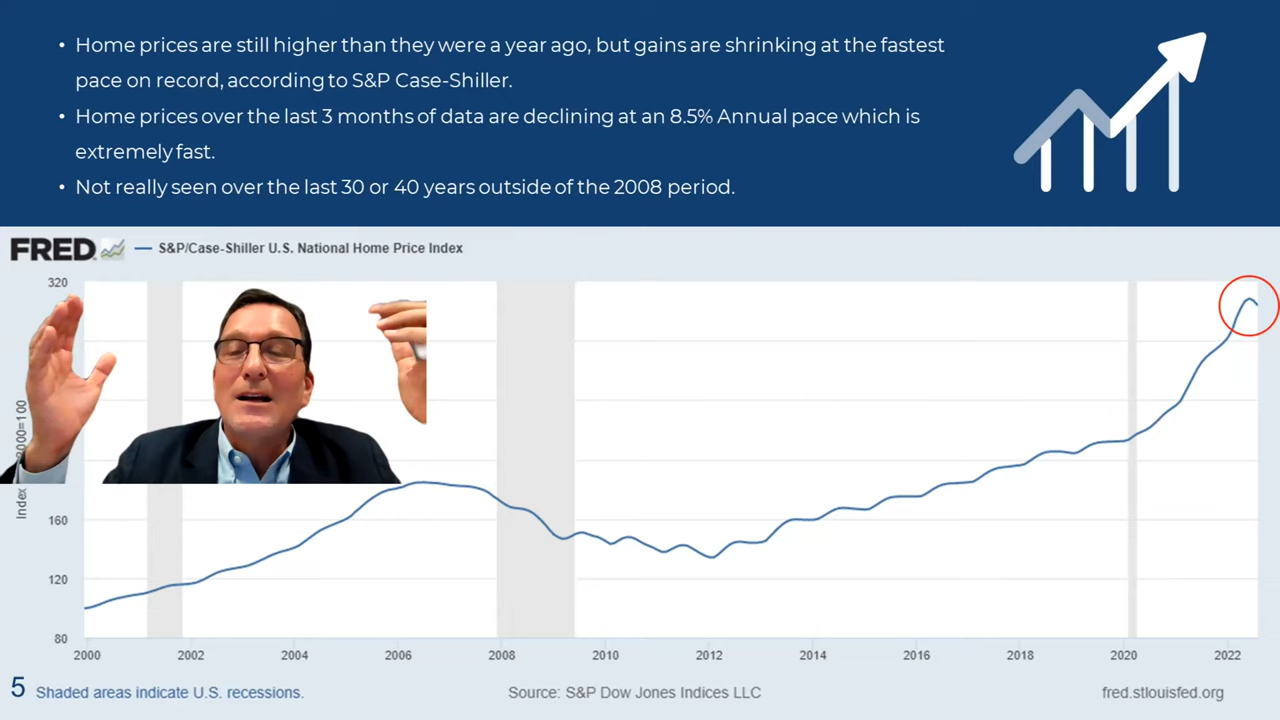 • Home prices are still higher than they were a year ago, but gains are shrinking at the fastest
pace on record, according to S&P Case-Shiller.
• Home prices over the last 3 months of data are declining at an 8.5% Annual pace which is
extremely fast.
• Not really seen over the last 30 or 40 years outside of the 2008 period.
FRED
S&P/Case-Shiller U.S. National Home Price Index
320
Index 2000=100
160
120
80
2000 2002 2004 2006 2008 2010 2012 2014 2016 2018 2020 2022
5 Shaded areas indicate U.S. recessions.
Source: S&P Dow Jones Indices LLC
fred.stlouisfed.org